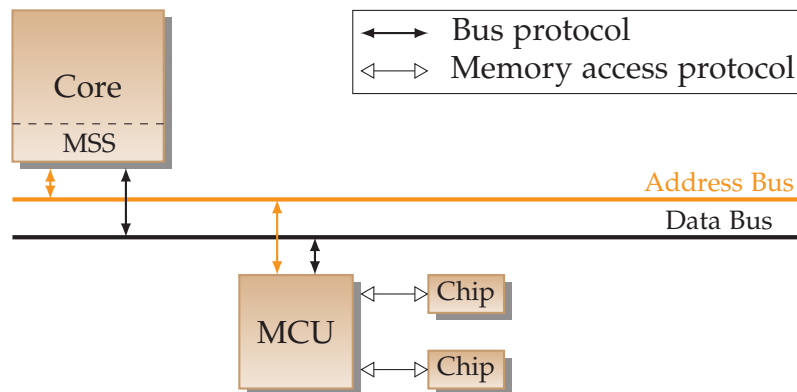 Core
MSS
Bus protocol
Memory access protocol
Address Bus
Data Bus
MCU
Chip
Chip